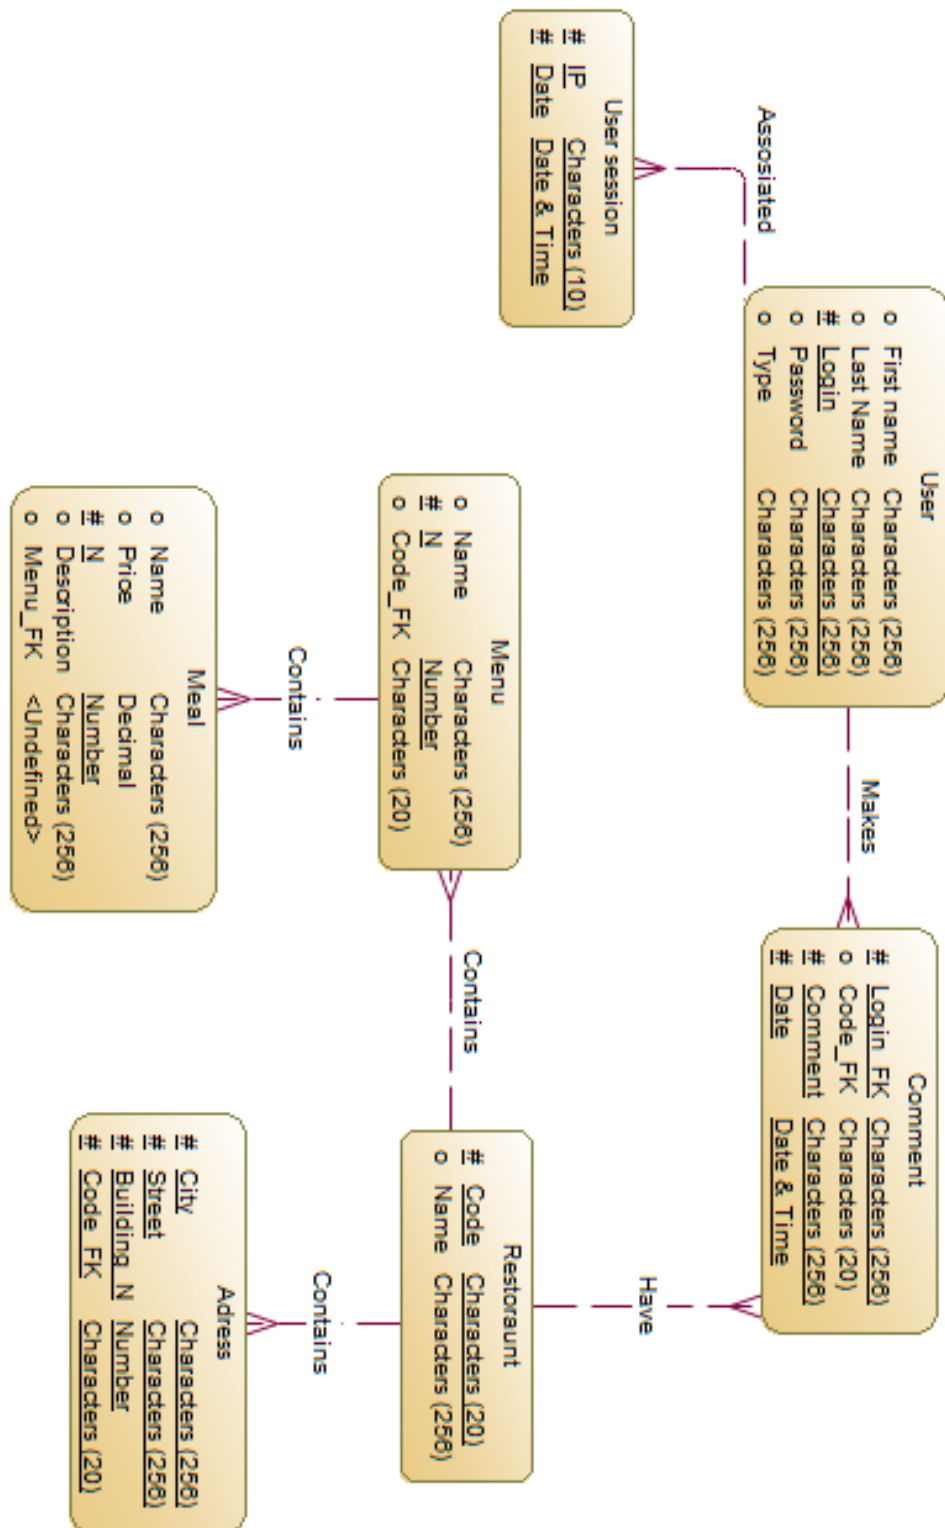 User session
# IP Characters (10)
# Date Date & Time
Assosiated
User
o First name Characters (256)
o Last Name Characters (256)
# Login Characters (256)
o Password Characters (256)
o Type Characters (256)
Makes
Comment
# Login_FK Characters (256)
o Code_FK Characters (20)
# Comment Characters (256)
# Date Date & Time
Menu
o Name Characters (256)
# N Number
o Code_FK Characters (20)
Contains
Restoraunt
# Code Characters (20)
o Name Characters (256)
Have
Contains
Meal
o Name Characters (256)
o Price Decimal
# N Number
o Description Characters (256)
o Menu_FK <Undefined>
Contains
Adress
# City Characters (256)
# Street Characters (256)
# Building_N Number
# Code_FK Characters (20)